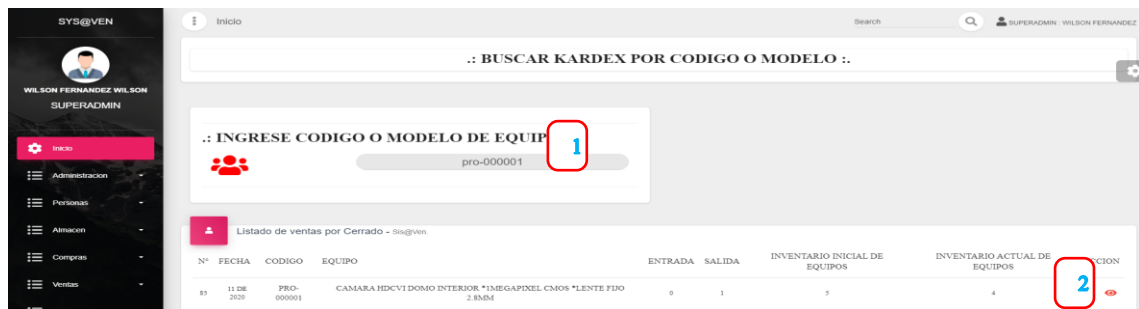 SYS@VEN
WILSON FERNANDEZ WILSON
SUPERADMIN
Inicio
Administracion
Personas
Almacen
Compras
Ventas
Inicio
Search
SUPERADMIN : WILSON FERNANDEZ
.: BUSCAR KARDEX POR CODIGO O MODELO :.
.: INGRESE CODIGO O MODELO DE EQUIP
1
pro-000001
Listado de ventas por Cerrado - Sis@Ven
N° FECHA CODIGO EQUIPO ENTRADA SALIDA INVENTARIO INICIAL DE EQUIPOS INVENTARIO ACTUAL DE EQUIPOS CCION
2
85 11 DE 2020 PRO-000001 CAMARA HDCVI DOMO INTERIOR *1MEGAPIXEL CMOS *LENTE FIJO 2.8MM 0 1 5 4